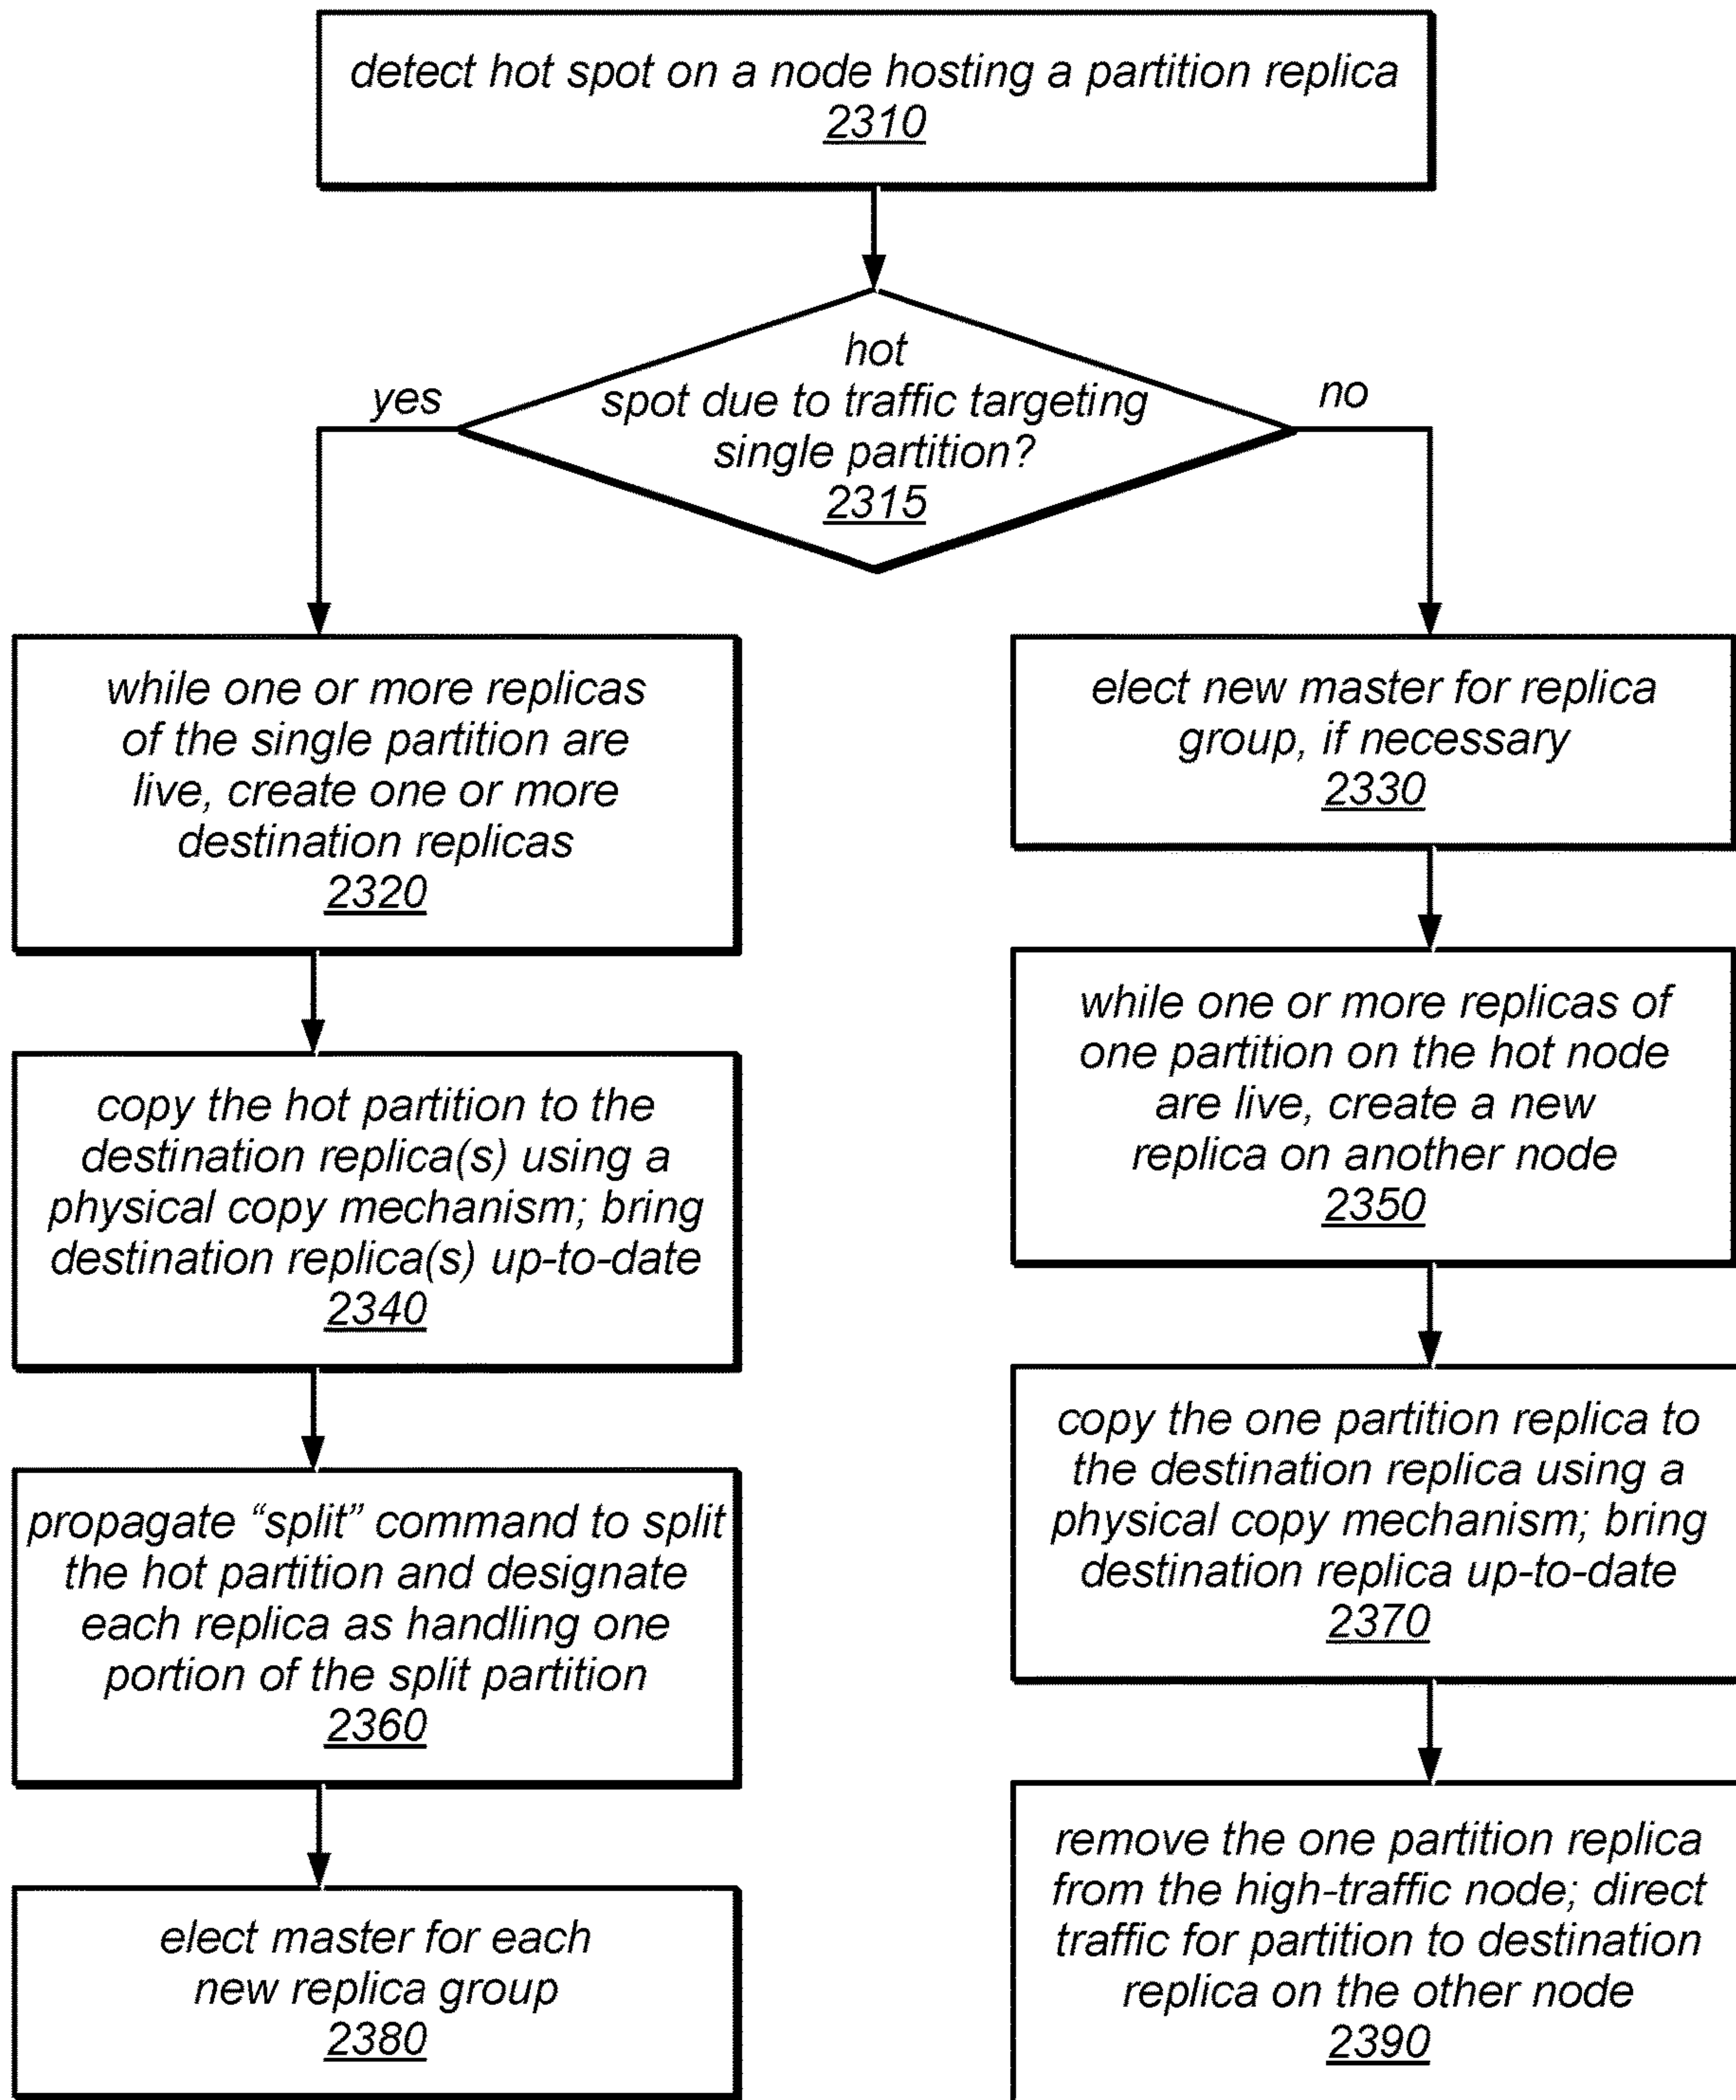 detect hot spot on a node hosting a partition replica
2310
hot
spot due to traffic targeting
single partition?
2315
yes
no
while one or more replicas
of the single partition are
live, create one or more
destination replicas
2320
copy the hot partition to the
destination replica(s) using a
physical copy mechanism; bring
destination replica(s) up-to-date
2340
propagate “split” command to split
the hot partition and designate
each replica as handling one
portion of the split partition
2360
elect master for each
new replica group
2380
elect new master for replica
group, if necessary
2330
while one or more replicas of
one partition on the hot node
are live, create a new
replica on another node
2350
copy the one partition replica to
the destination replica using a
physical copy mechanism; bring
destination replica up-to-date
2370
remove the one partition replica
from the high-traffic node; direct
traffic for partition to destination
replica on the other node
2390